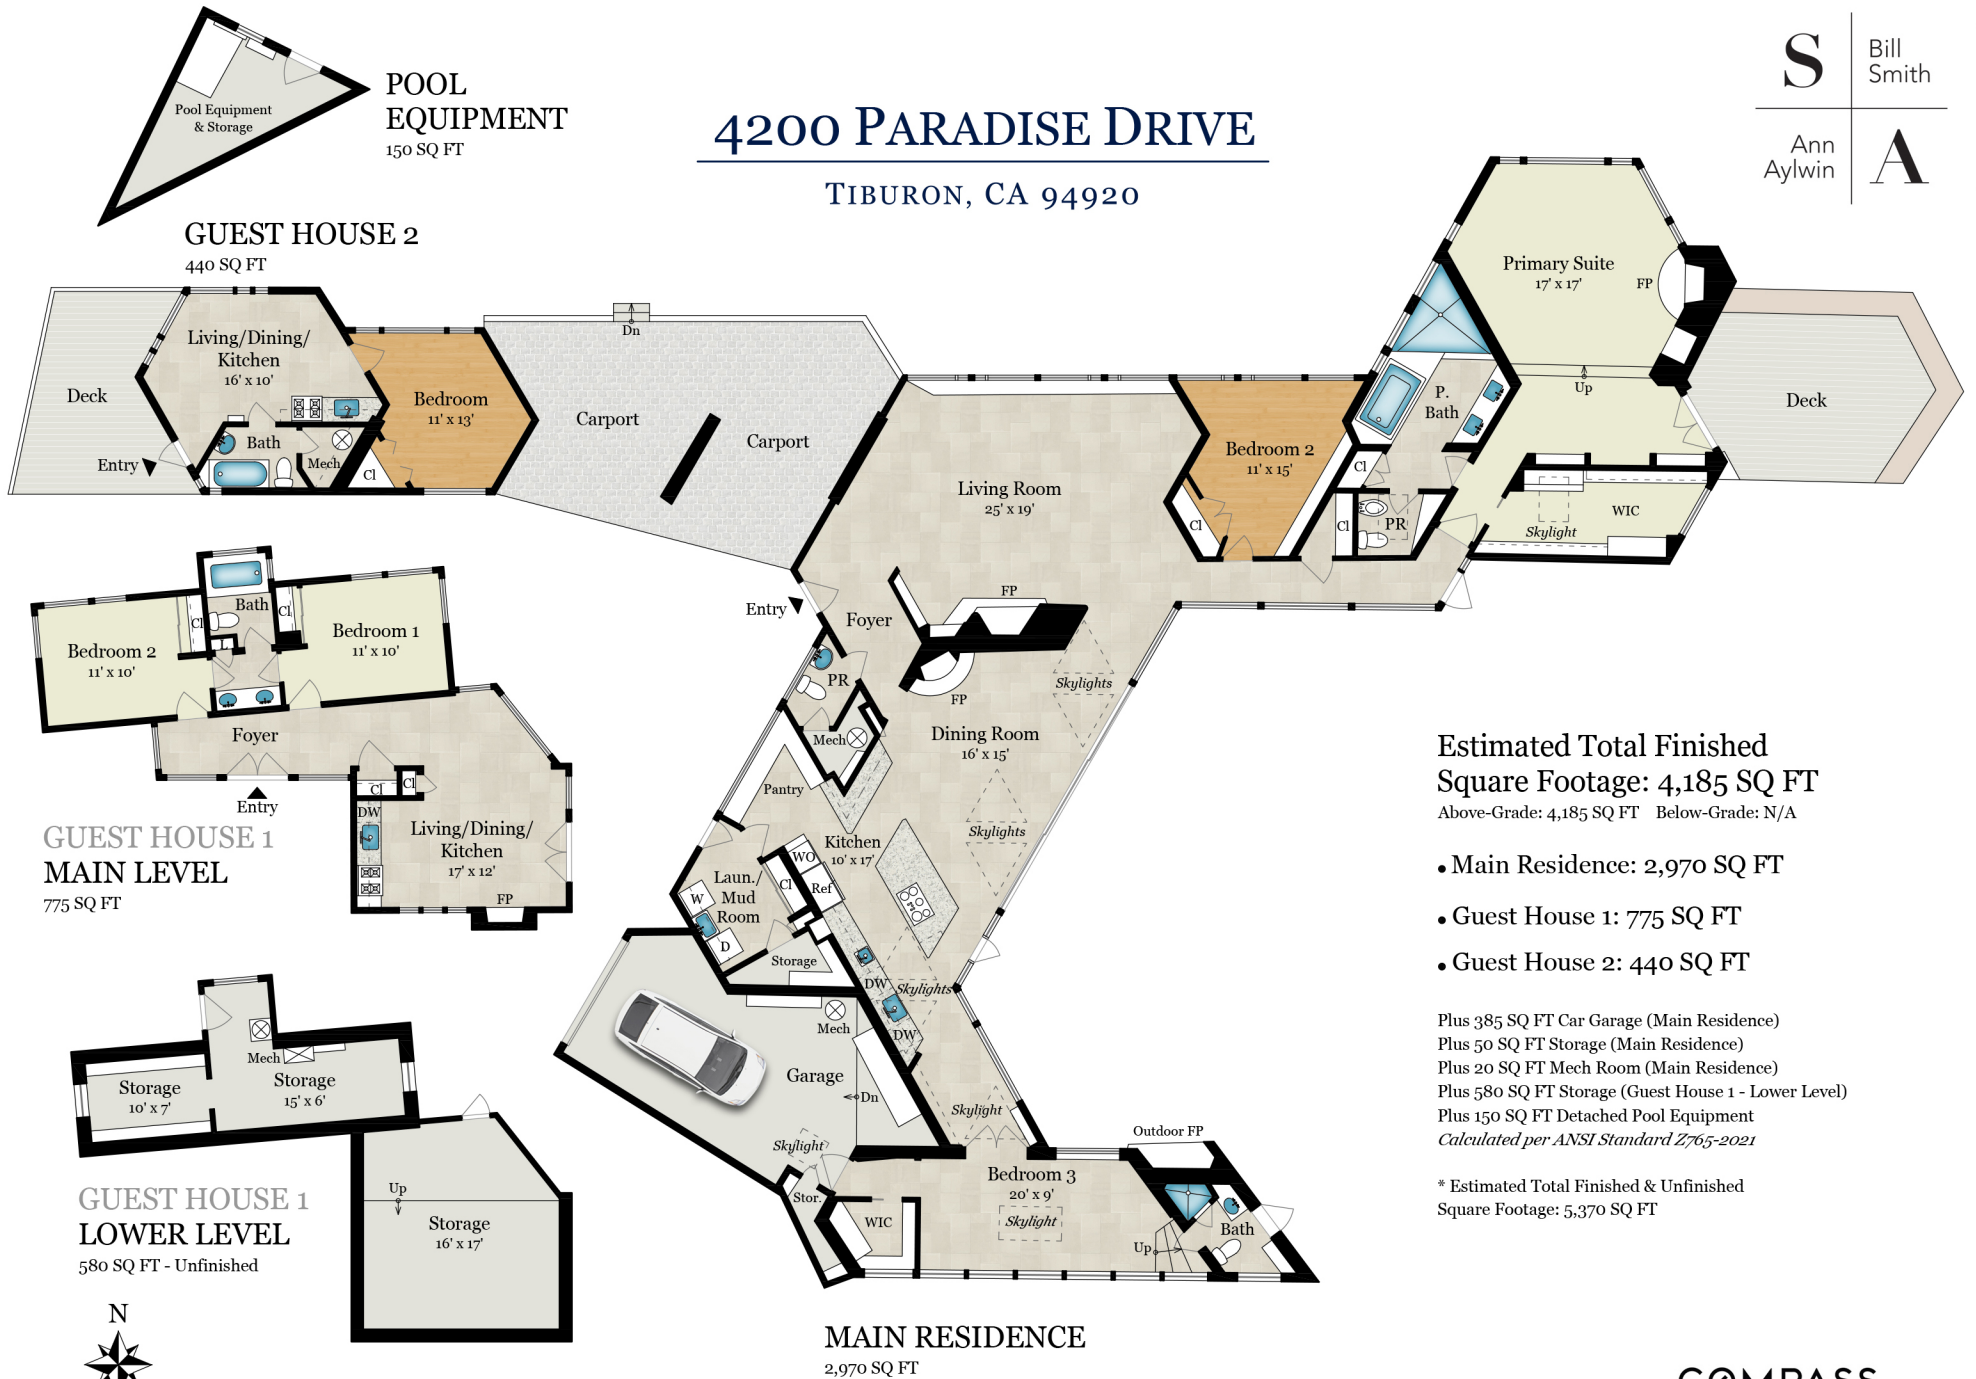 POOL
EQUIPMENT
150 SQ FT
Pool Equipment
& Storage
4200 PARADISE DRIVE
TIBURON, CA 94920
S
Bill
Smith
Ann
Aylwin
A
GUEST HOUSE 2
440 SQ FT
Living/Dining/
Kitchen
16' x 10'
Deck
Bedroom
11' x 13'
Bath
Mech
Cl
Entry
Dn
Carport
Carport
Primary Suite
17' x 17'
FP
Up
Deck
P.
Bath
Bedroom 2
11' x 15'
Cl
Cl
Cl
PR
WIC
Skylight
Living Room
25' x 19'
FP
Entry
Foyer
FP
PR
Mech
Skylights
Dining Room
16' x 15'
Pantry
Skylights
Kitchen
10' x 17'
WO
Ref
Cl
Laun./
Mud
Room
W
D
Storage
DW
Skylights
DW
Mech
Garage
Dn
Skylight
Skylight
Outdoor FP
Stor.
Bedroom 3
20' x 9'
Skylight
WIC
Up
Bath
MAIN RESIDENCE
2,970 SQ FT
Bath
Cl
Cl
L
Bedroom 2
11' x 10'
Bedroom 1
11' x 10'
Foyer
Entry
Cl
Cl
DW
Living/Dining/
Kitchen
17' x 12'
FP
GUEST HOUSE 1
MAIN LEVEL
775 SQ FT
Mech
Storage
10' x 7'
Storage
15' x 6'
Up
Storage
16' x 17'
GUEST HOUSE 1
LOWER LEVEL
580 SQ FT - Unfinished
N
Estimated Total Finished
Square Footage: 4,185 SQ FT
Above-Grade: 4,185 SQ FT Below-Grade: N/A
• Main Residence: 2,970 SQ FT
• Guest House 1: 775 SQ FT
• Guest House 2: 440 SQ FT
Plus 385 SQ FT Car Garage (Main Residence)
Plus 50 SQ FT Storage (Main Residence)
Plus 20 SQ FT Mech Room (Main Residence)
Plus 580 SQ FT Storage (Guest House 1 - Lower Level)
Plus 150 SQ FT Detached Pool Equipment
Calculated per ANSI Standard Z765-2021
* Estimated Total Finished & Unfinished
Square Footage: 5,370 SQ FT
COMPASS